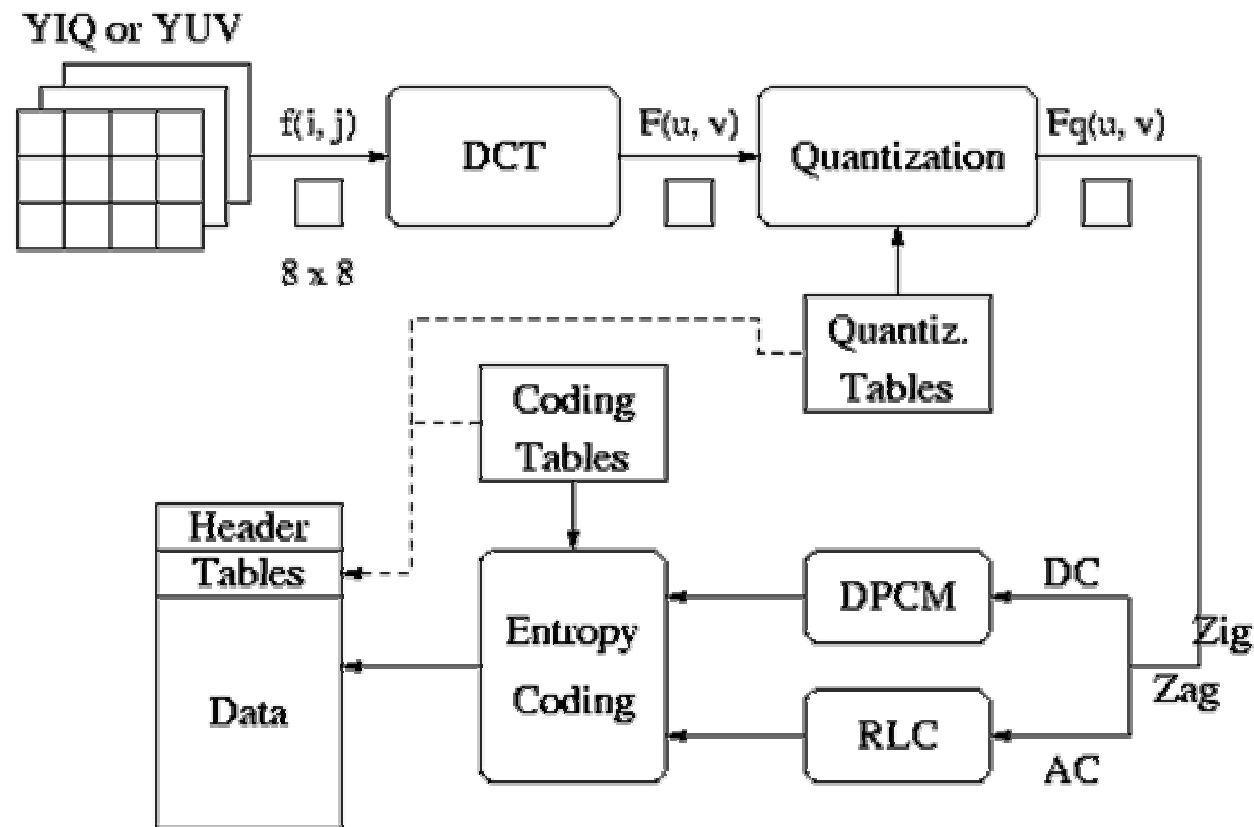 YIQ or YUV
f(i, j)
DCT
F(u, v)
Quantization
Fq(u, v)
8 x 8
Quantiz.
Tables
Coding
Tables
Header
Tables
Data
Entropy
Coding
DPCM
DC
Zig
Zag
RLC
AC